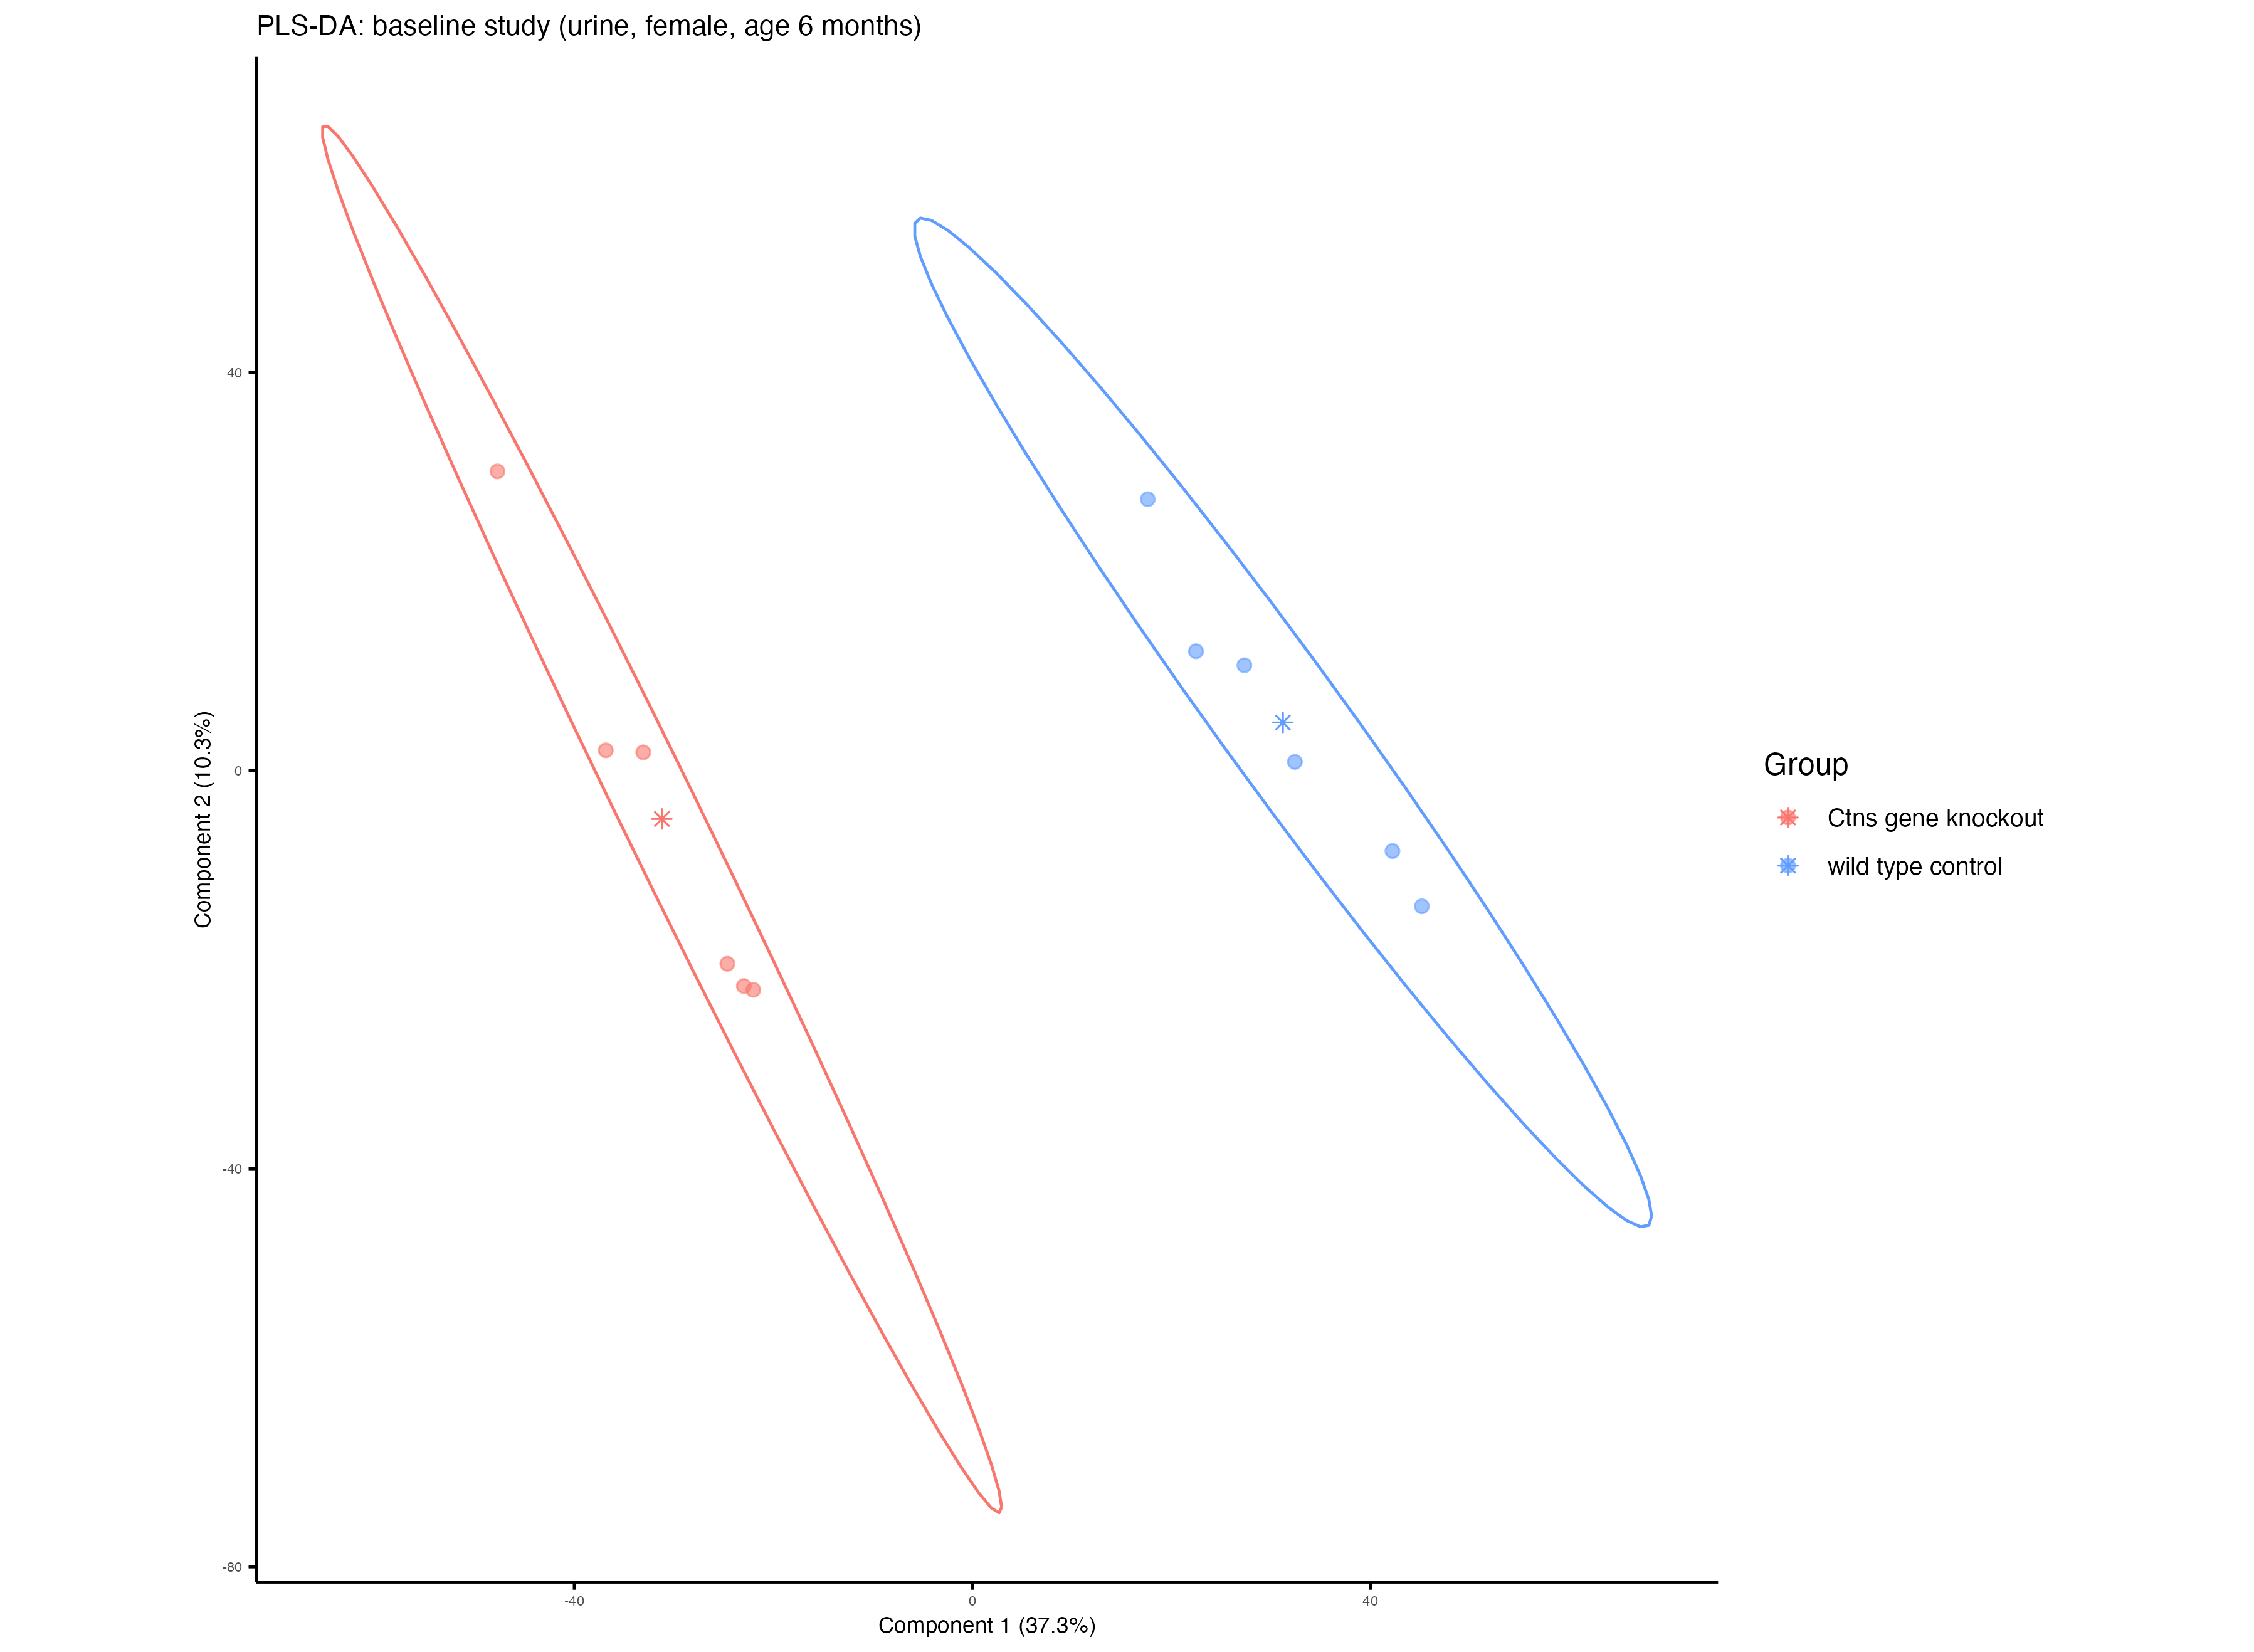 PLS-DA: baseline study (urine, female, age 6 months)
40
0
-40
-80
Component 2 (10.3%)
-40
0
40
Component 1 (37.3%)
Group
Ctns gene knockout
wild type control